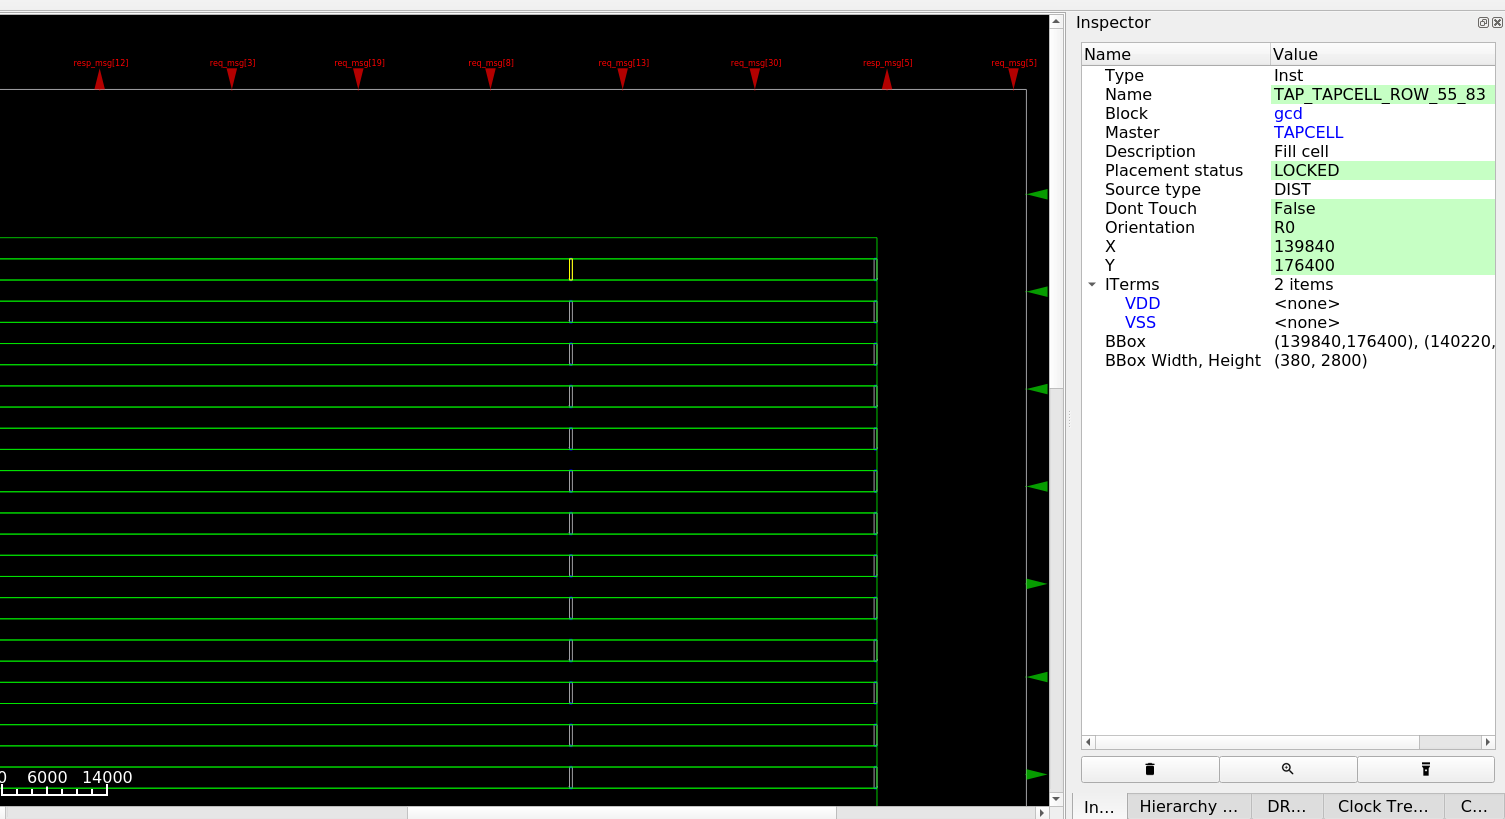 resp_msg[12] req_msg[3] req_msg[19] req_msg[8] req_msg[13] req_msg[30] resp_msg[5] req_msg[5]
0 6000 14000
Inspector
Name Value
Type Inst
Name TAP_TAPCELL_ROW_55_83
Block gcd
Master TAPCELL
Description Fill cell
Placement status LOCKED
Source type DIST
Dont Touch False
Orientation R0
X 139840
Y 176400
ITerms 2 items
VDD <none>
VSS <none>
BBox (139840,176400), (140220,
BBox Width, Height (380, 2800)
In... Hierarchy ... DR... Clock Tre... C...